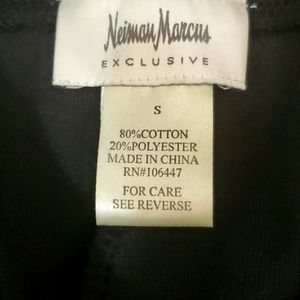 Neiman Marcus
EXCLUSIVE
S
80%COTTON
20%POLYESTER
MADE IN CHINA
RN#106447
FOR CARE
SEE REVERSE